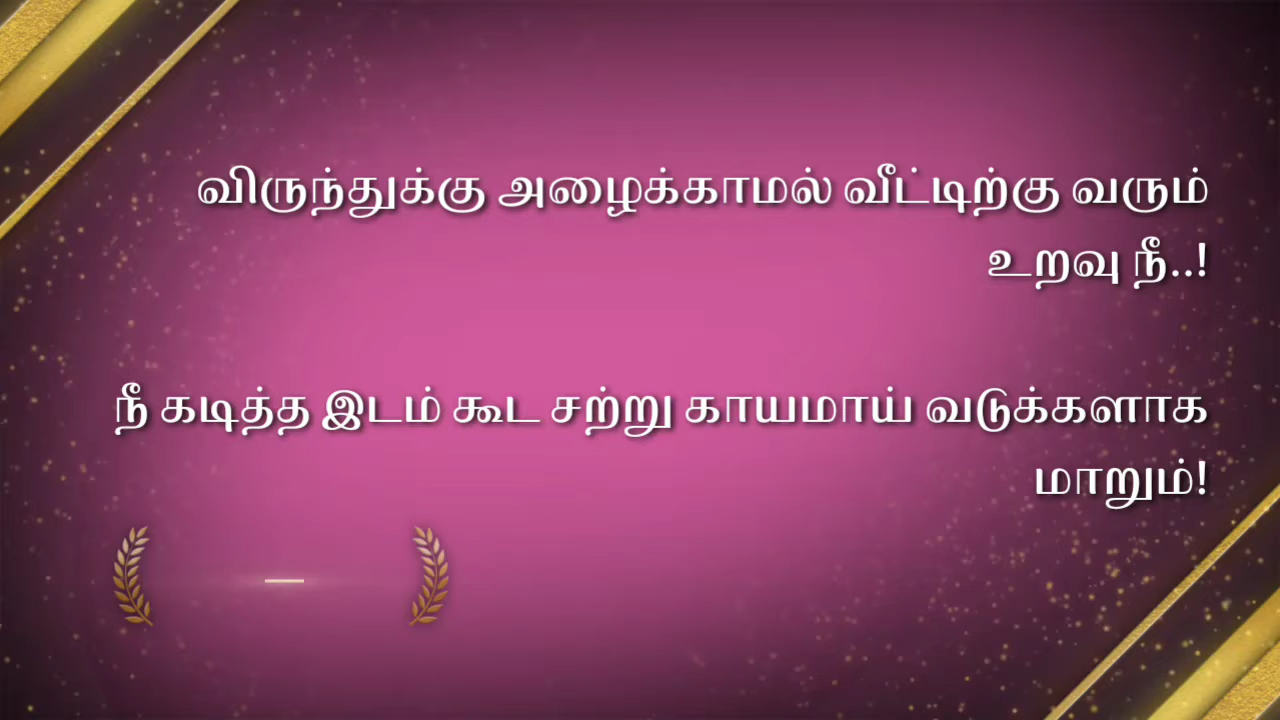 விருந்துக்கு அழைக்காமல் வீட்டிற்கு வரும்
உறவு நீ..!
நீ கடித்த இடம் கூட சற்று காயமாய் வடுக்களாக
மாறும்!